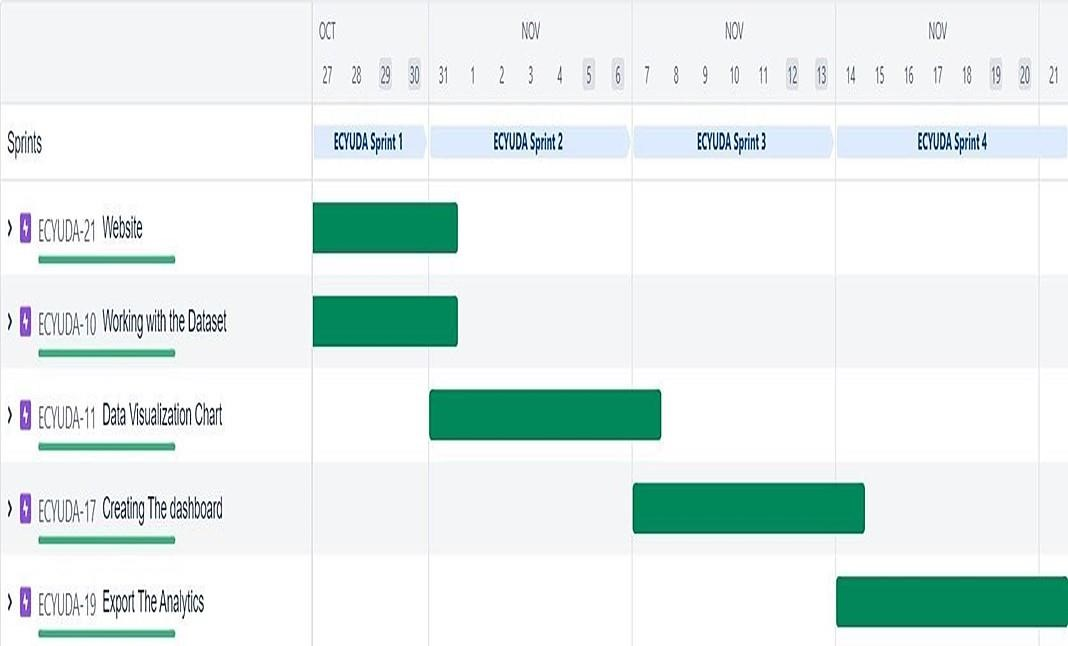 OCT NOV NOV NOV
27 28 29 30 31 1 2 3 4 5 6 7 8 9 10 11 12 13 14 15 16 17 18 19 20 21
Sprints ECYUDA Sprint 1 ECYUDA Sprint 2 ECYUDA Sprint 3 ECYUDA Sprint 4
ECYUDA-21 Website
ECYUDA-10 Working with the Dataset
ECYUDA-11 Data Visualization Chart
ECYUDA-17 Creating The dashboard
ECYUDA-19 Export The Analytics